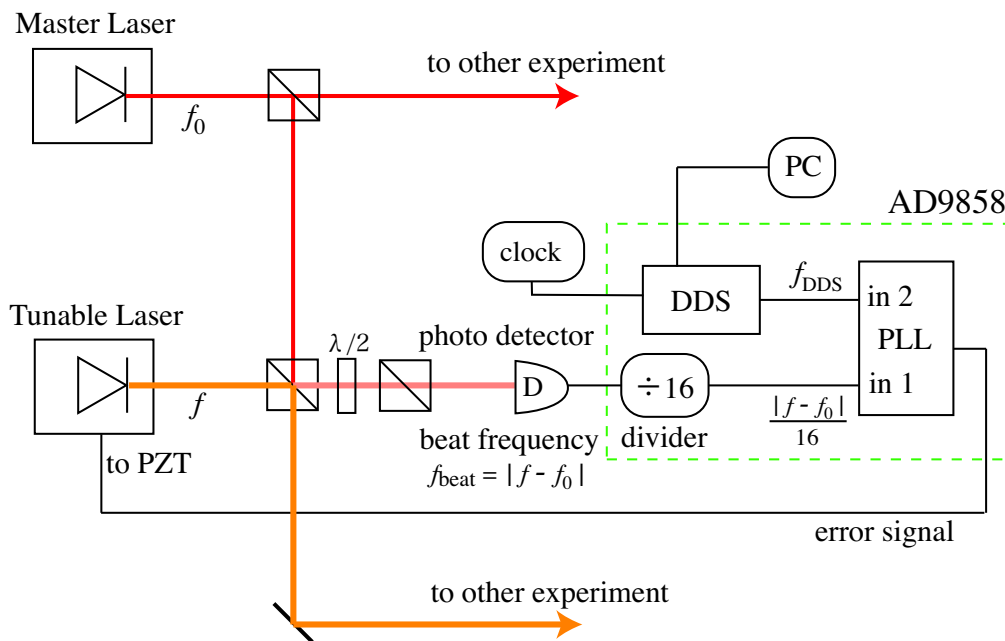 Master Laser
to other experiment
f0
PC
AD9858
clock
DDS
fDDS
in 2
PLL
in 1
Tunable Laser
λ/2
photo detector
D
÷16
f
|f - f0|
16
to PZT
beat frequency
divider
fbeat = |f - f0|
error signal
to other experiment